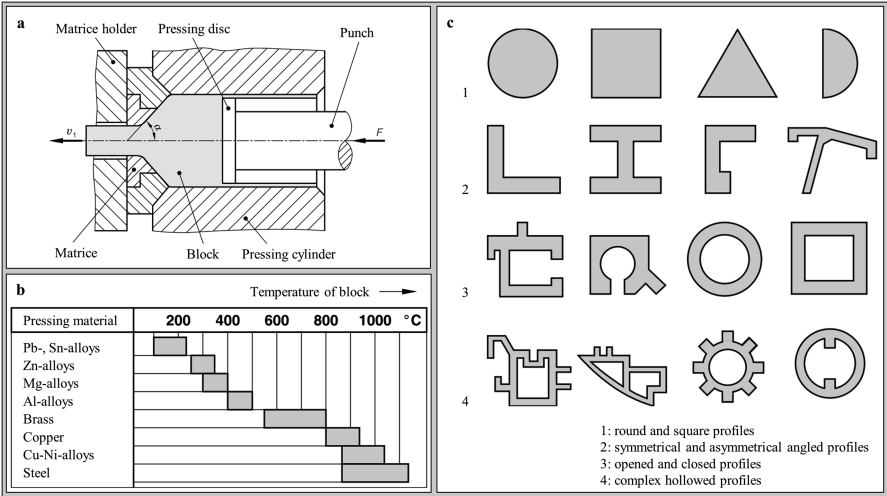 a
Matrice holder
Pressing disc
Punch
v₁
α
F
Matrice
Block
Pressing cylinder
b
Temperature of block
Pressing material
200 400 600 800 1000 °C
Pb-, Sn-alloys
Zn-alloys
Mg-alloys
Al-alloys
Brass
Copper
Cu-Ni-alloys
Steel
c
1
2
3
4
1: round and square profiles
2: symmetrical and asymmetrical angled profiles
3: opened and closed profiles
4: complex hollowed profiles